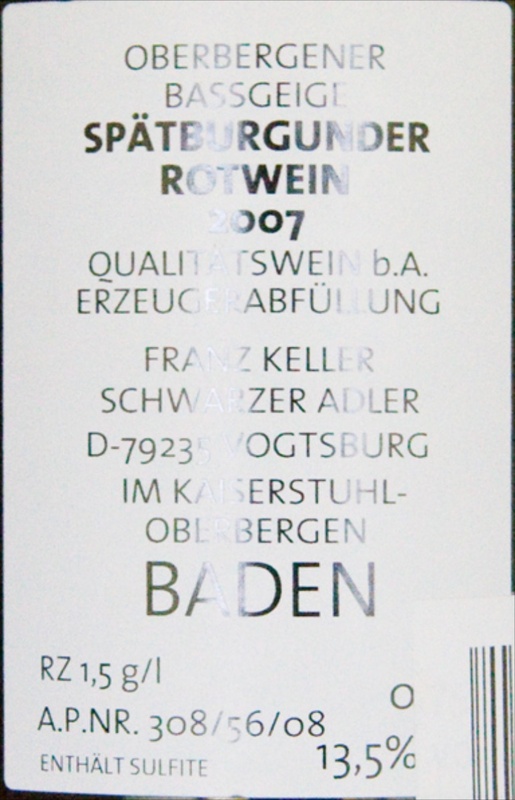 OBERBERGENER
BASSGEIGE
SPÄTBURGUNDER
ROTWEIN
2007
QUALITÄTSWEIN b.A.
ERZEUGERABFÜLLUNG
FRANZ KELLER
SCHWARZER ADLER
D-79235 VOGTSBURG
IM KAISERSTUHL-
OBERBERGEN
BADEN
RZ 1,5 g/l
O
A.P.NR. 308/56/08
13,5%
ENTHÄLT SULFITE